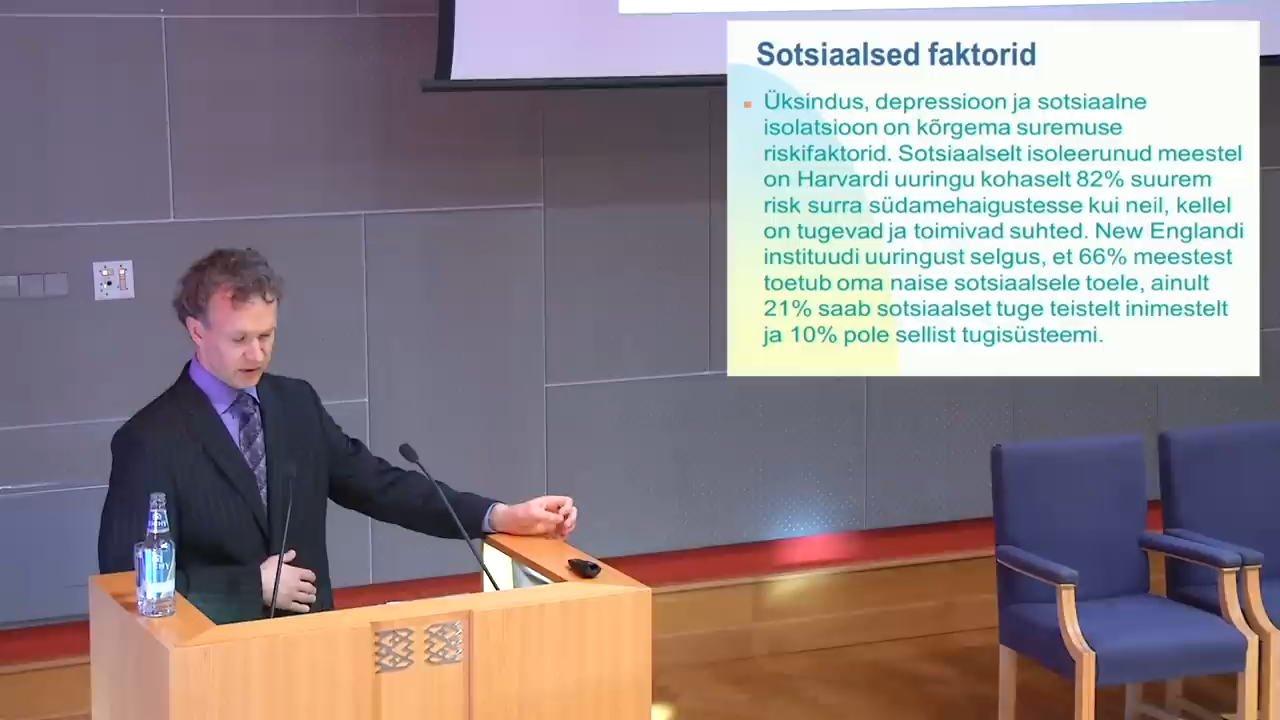 Sotsiaalsed faktorid
Üksindus, depressioon ja sotsiaalne
isolatsioon on kõrgema suremuse
riskifaktorid. Sotsiaalselt isoleerunud meestel
on Harvardi uuringu kohaselt 82% suurem
risk surra südamehaigustesse kui neil, kellel
on tugevad ja toimivad suhted. New Englandi
instituudi uuringust selgus, et 66% meestest
toetub oma naise sotsiaalsele toele, ainult
21% saab sotsiaalset tuge teistelt inimestelt
ja 10% pole sellist tugisüsteemi.